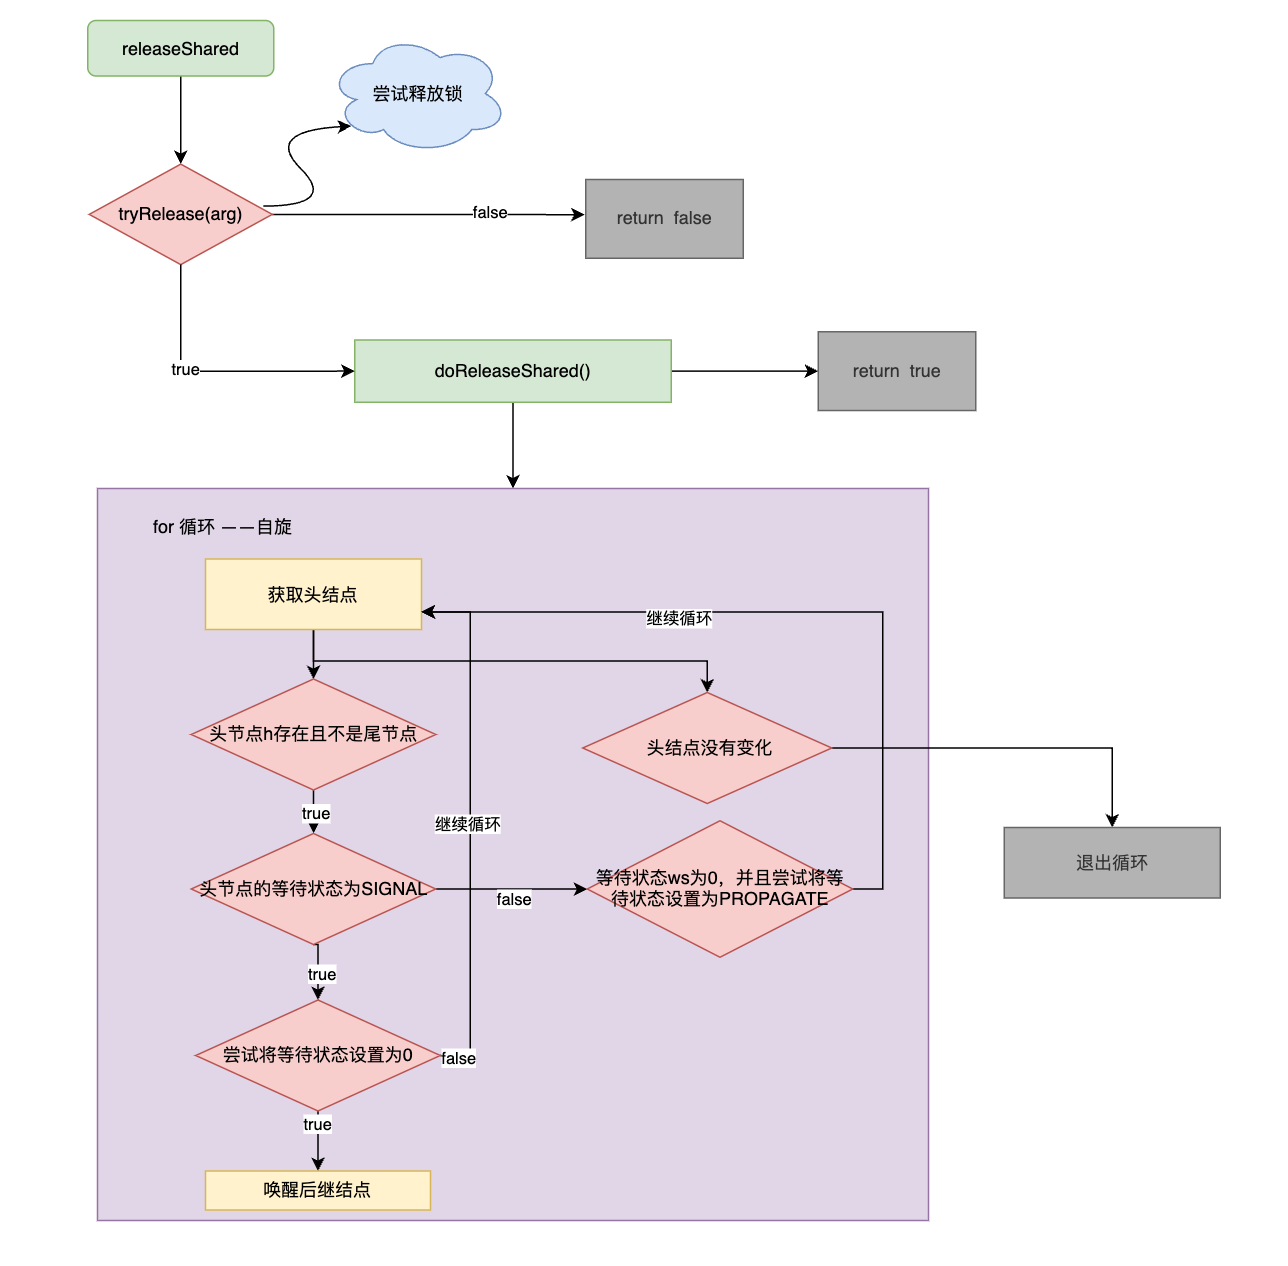 releaseShared
尝试释放锁
tryRelease(arg)
false
return  false
true
doReleaseShared()
return  true
for 循环 ——自旋
获取头结点
继续循环
头节点h存在且不是尾节点
头结点没有变化
true
继续循环
退出循环
头节点的等待状态为SIGNAL
false
等待状态ws为0，并且尝试将等
待状态设置为PROPAGATE
true
尝试将等待状态设置为0
false
true
唤醒后继结点